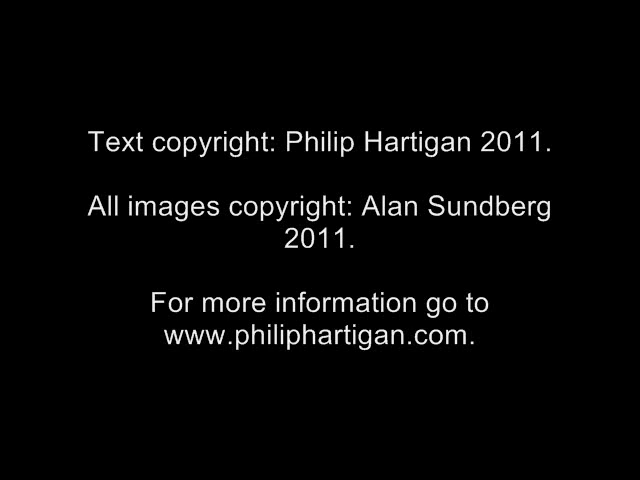 Text copyright: Philip Hartigan 2011.
All images copyright: Alan Sundberg
2011.
For more information go to
www.philiphartigan.com.